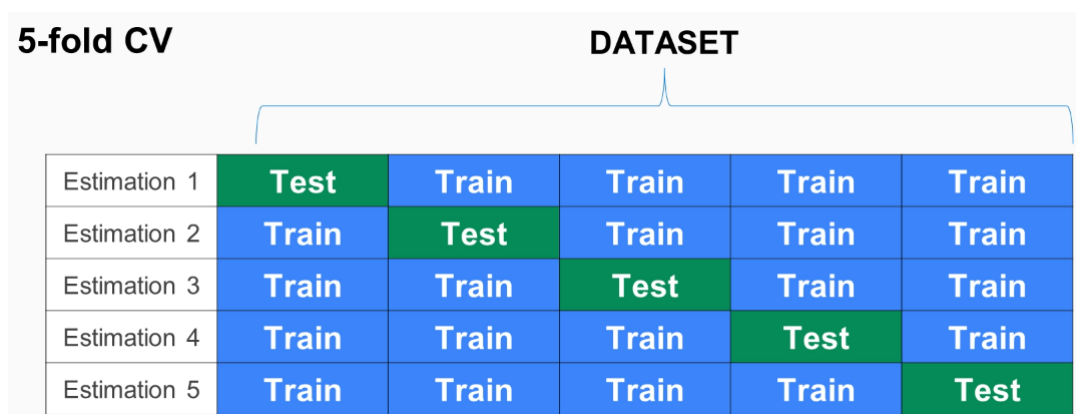 5-fold CV DATASET
Estimation 1 Test Train Train Train Train
Estimation 2 Train Test Train Train Train
Estimation 3 Train Train Test Train Train
Estimation 4 Train Train Train Test Train
Estimation 5 Train Train Train Train Test